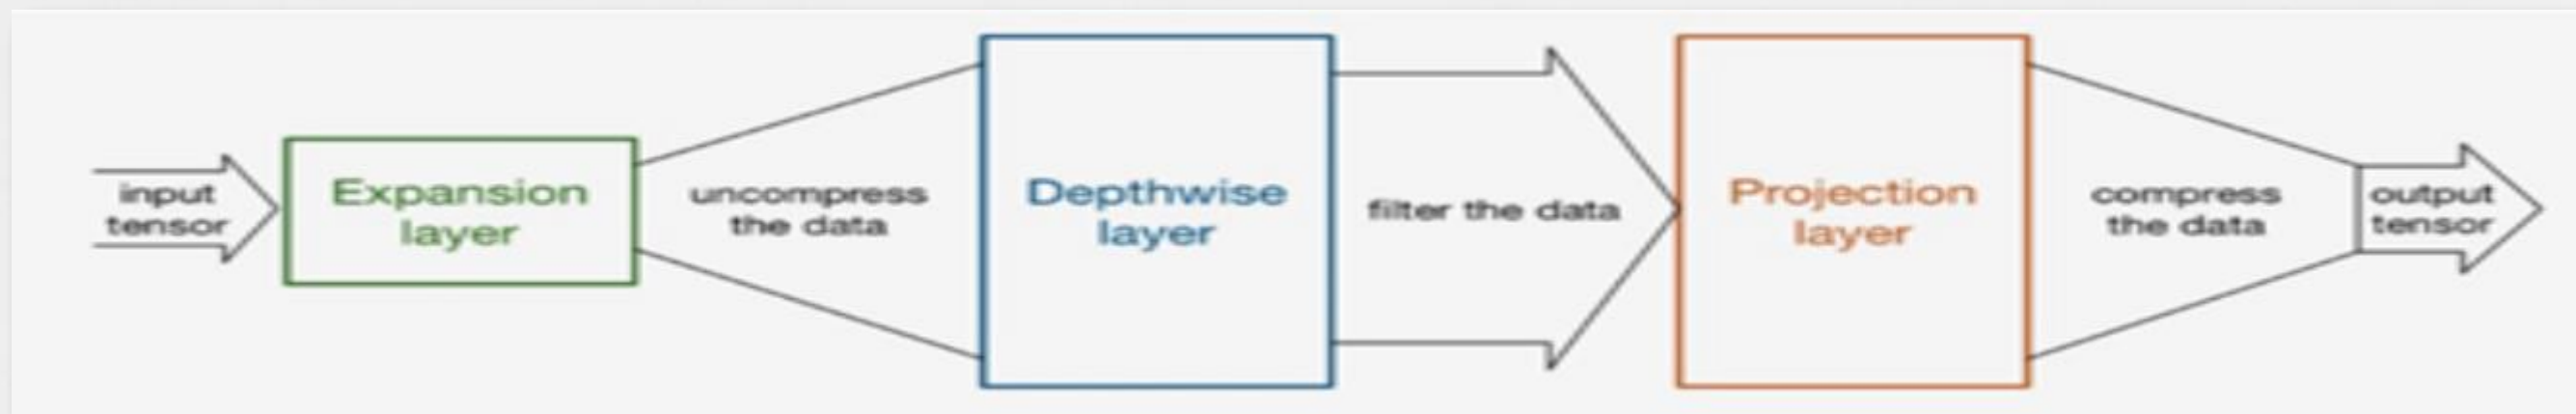 input
tensor
Expansion
layer
uncompress
the data
Depthwise
layer
filter the data
Projection
layer
compress
the data
output
tensor